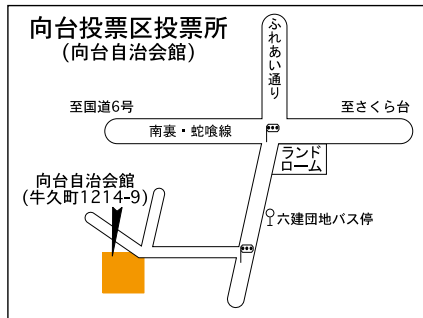 向台投票区投票所
(向台自治会館)
ふれあい通り
至国道6号
至さくら台
南裏・蛇喰線
ランド
ローム
向台自治会館
(牛久町1214-9)
六建団地バス停